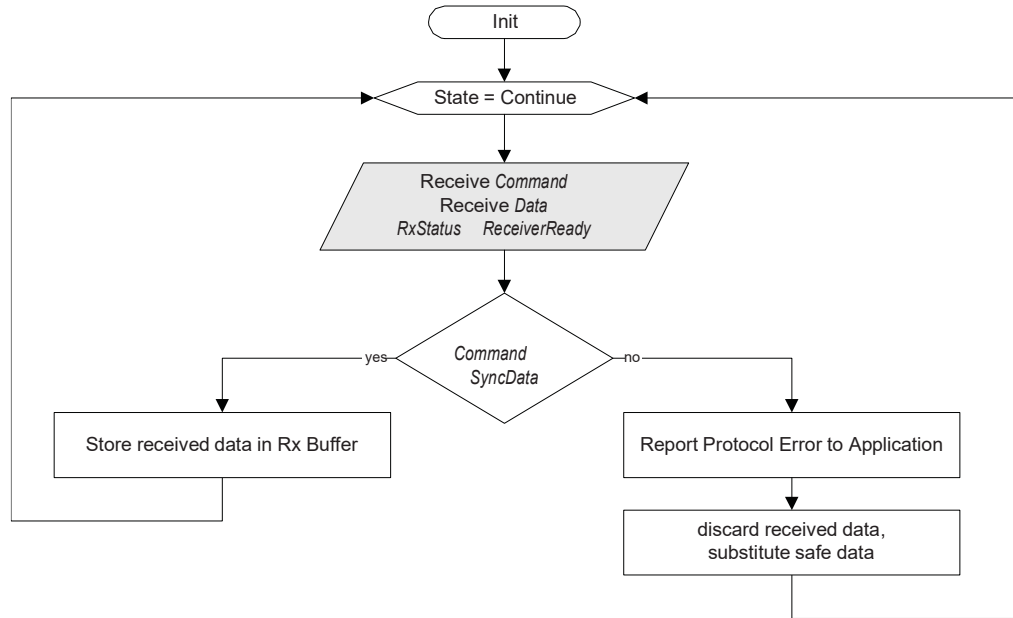 Init
State = Continue
Receive Command
Receive Data
RxStatus ReceiverReady
yes
Command
SyncData
no
Store received data in Rx Buffer
Report Protocol Error to Application
discard received data,
substitute safe data